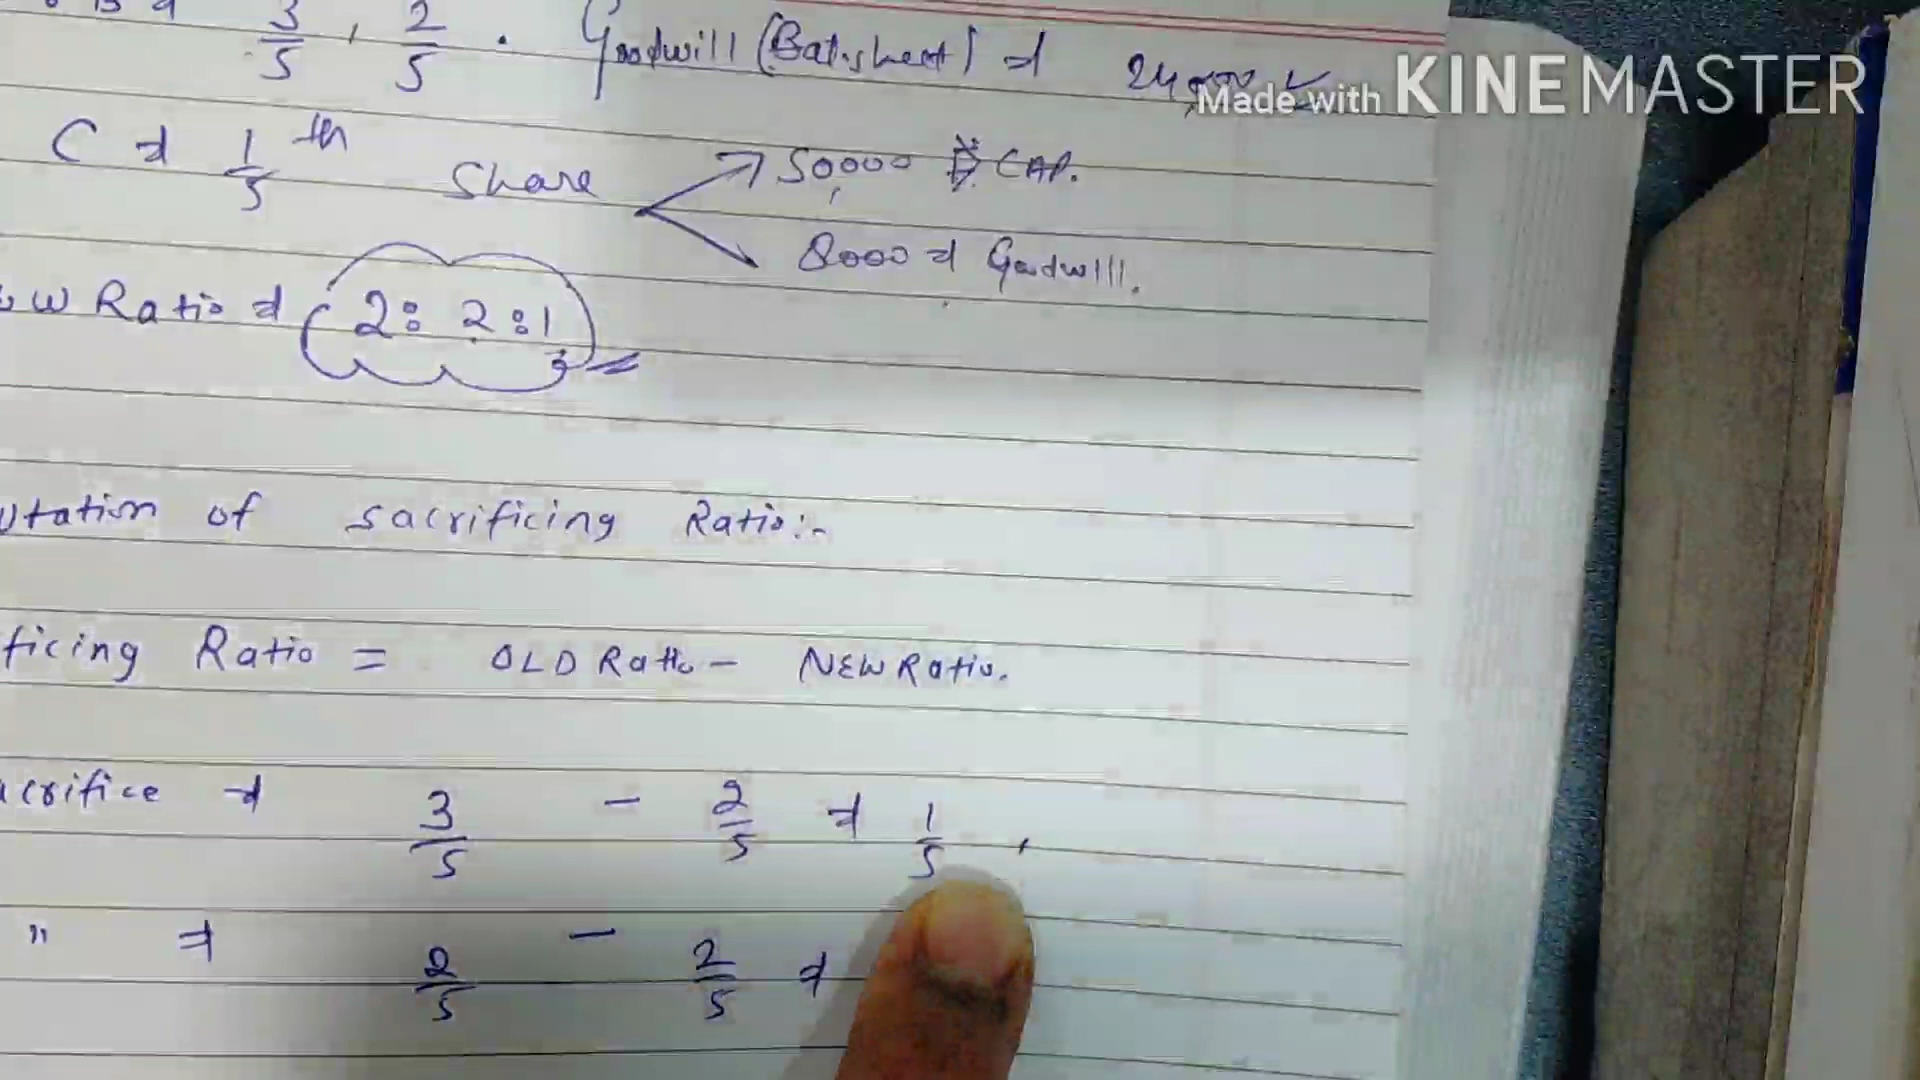 3/5 , 2/5 . Goodwill (Bal.sheet)
Made with KINEMASTER
C 1/5 th Share 50,000 CAP.
8000 Goodwill.
W Ratio 2:2:1
utation of sacrificing Ratio:-
ficing Ratio = OLD Ratio - NEW Ratio.
crifice 3/5 - 2/5 1/5 ,
" 2/5 - 2/5